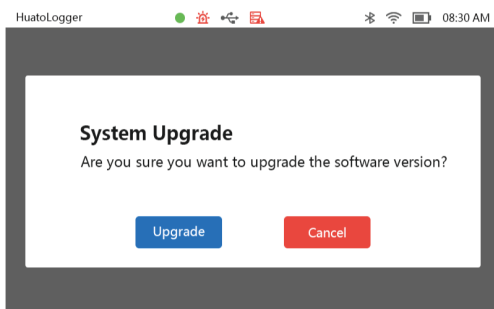 HuatoLogger 08:30 AM
System Upgrade
Are you sure you want to upgrade the software version?
Upgrade Cancel